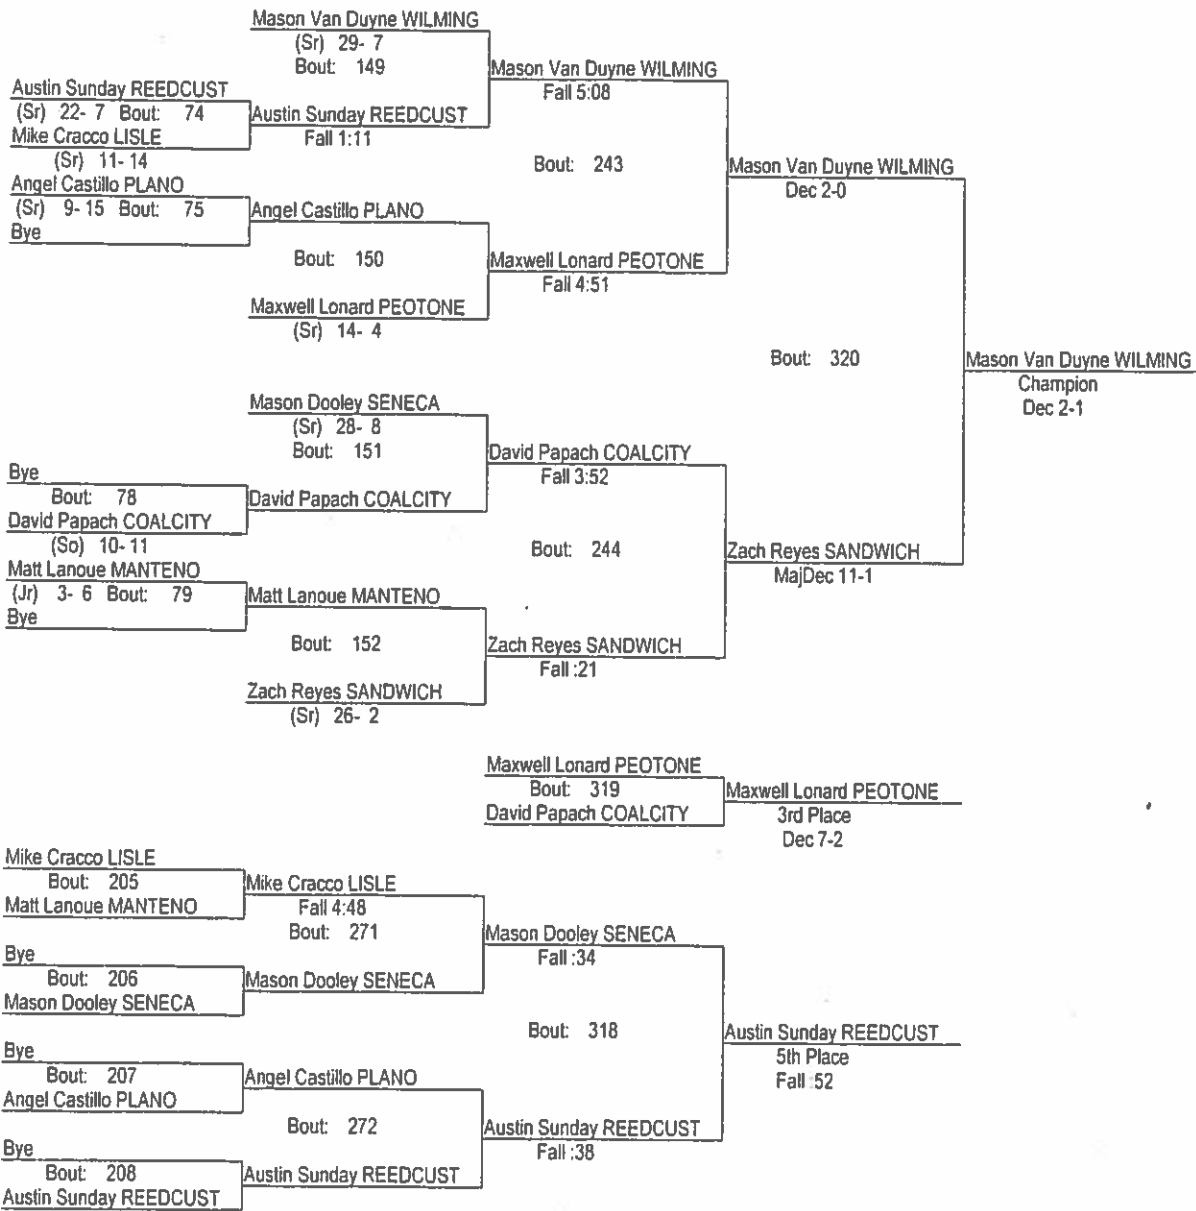 Mason Van Duyne WILMING
(Sr) 29- 7
Bout: 149
Mason Van Duyne WILMING
Fall 5:08
Austin Sunday REEDCUST
(Sr) 22- 7 Bout: 74
Austin Sunday REEDCUST
Fall 1:11
Mike Cracco LISLE
(Sr) 11- 14
Bout: 243
Mason Van Duyne WILMING
Dec 2-0
Angel Castillo PLANO
(Sr) 9- 15 Bout: 75
Angel Castillo PLANO
Bye
Bout: 150
Maxwell Lonard PEOTONE
Fall 4:51
Maxwell Lonard PEOTONE
(Sr) 14- 4
Bout: 320
Mason Van Duyne WILMING
Champion
Dec 2-1
Mason Dooley SENECA
(Sr) 28- 8
Bout: 151
David Papach COALCITY
Fall 3:52
Bye
Bout: 78
David Papach COALCITY
David Papach COALCITY
(So) 10- 11
Bout: 244
Zach Reyes SANDWICH
MajDec 11-1
Matt Lanoue MANTENO
(Jr) 3- 6 Bout: 79
Matt Lanoue MANTENO
Bye
Bout: 152
Zach Reyes SANDWICH
Fall :21
Zach Reyes SANDWICH
(Sr) 26- 2
Maxwell Lonard PEOTONE
Bout: 319
Maxwell Lonard PEOTONE
David Papach COALCITY
3rd Place
Dec 7-2
Mike Cracco LISLE
Bout: 205
Mike Cracco LISLE
Matt Lanoue MANTENO
Fall 4:48
Bout: 271
Mason Dooley SENECA
Fall :34
Bye
Bout: 206
Mason Dooley SENECA
Mason Dooley SENECA
Bout: 318
Austin Sunday REEDCUST
5th Place
Fall :52
Bye
Bout: 207
Angel Castillo PLANO
Angel Castillo PLANO
Bout: 272
Austin Sunday REEDCUST
Fall :38
Bye
Bout: 208
Austin Sunday REEDCUST
Austin Sunday REEDCUST